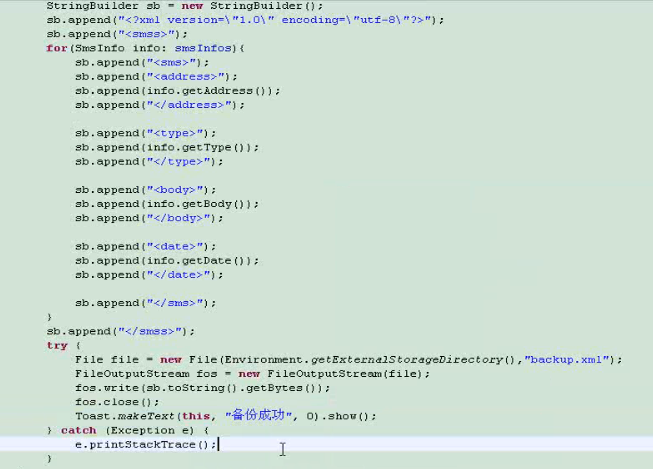 StringBuilder sb = new StringBuilder();
sb.append("<?xml version=\"1.0\" encoding=\"utf-8\"?>");
sb.append("<smss>");
for(SmsInfo info: smsInfos){
sb.append("<sms>");
sb.append("<address>");
sb.append(info.getAddress());
sb.append("</address>");
sb.append("<type>");
sb.append(info.getType());
sb.append("</type>");
sb.append("<body>");
sb.append(info.getBody());
sb.append("</body>");
sb.append("<date>");
sb.append(info.getDate());
sb.append("</date>");
sb.append("</sms>");
}
sb.append("</smss>");
try {
File file = new File(Environment.getExternalStorageDirectory(),"backup.xml");
FileOutputStream fos = new FileOutputStream(file);
fos.write(sb.toString().getBytes());
fos.close();
Toast.makeText(this, "备份成功", 0).show();
} catch (Exception e) {
e.printStackTrace();
}